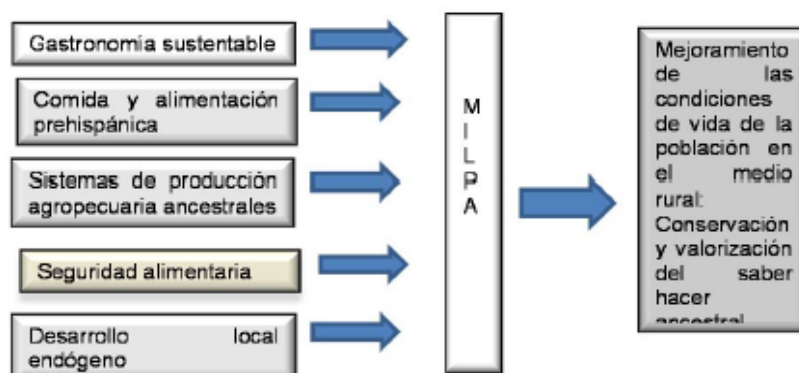 Gastronomía sustentable
Comida y alimentación
prehispánica
Sistemas de producción
agropecuaria ancestrales
Seguridad alimentaria
Desarrollo local
endógeno
M
I
L
P
A
Mejoramiento
de las
condiciones
de vida de la
población en
el medio
rural:
Conservación
y valorización
del saber
hacer
ancestral